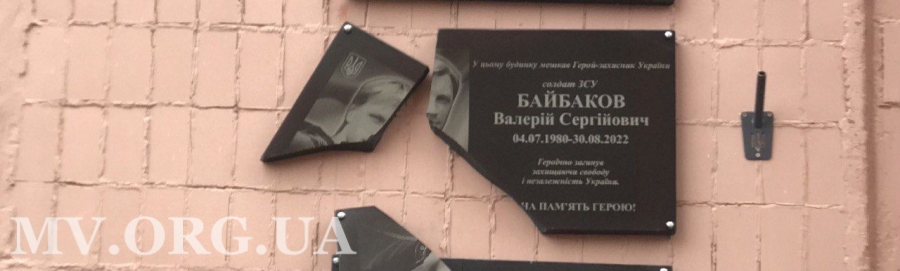 У цьому будинку мешкав Герой-захисник України
солдат ЗСУ
БАЙБАКОВ
Валерій Сергійович
04.07.1980-30.08.2022
Героїчно загинув
захищаючи свободу
і незалежність України.
НА ПАМ'ЯТЬ ГЕРОЮ!
MV.ORG.UA